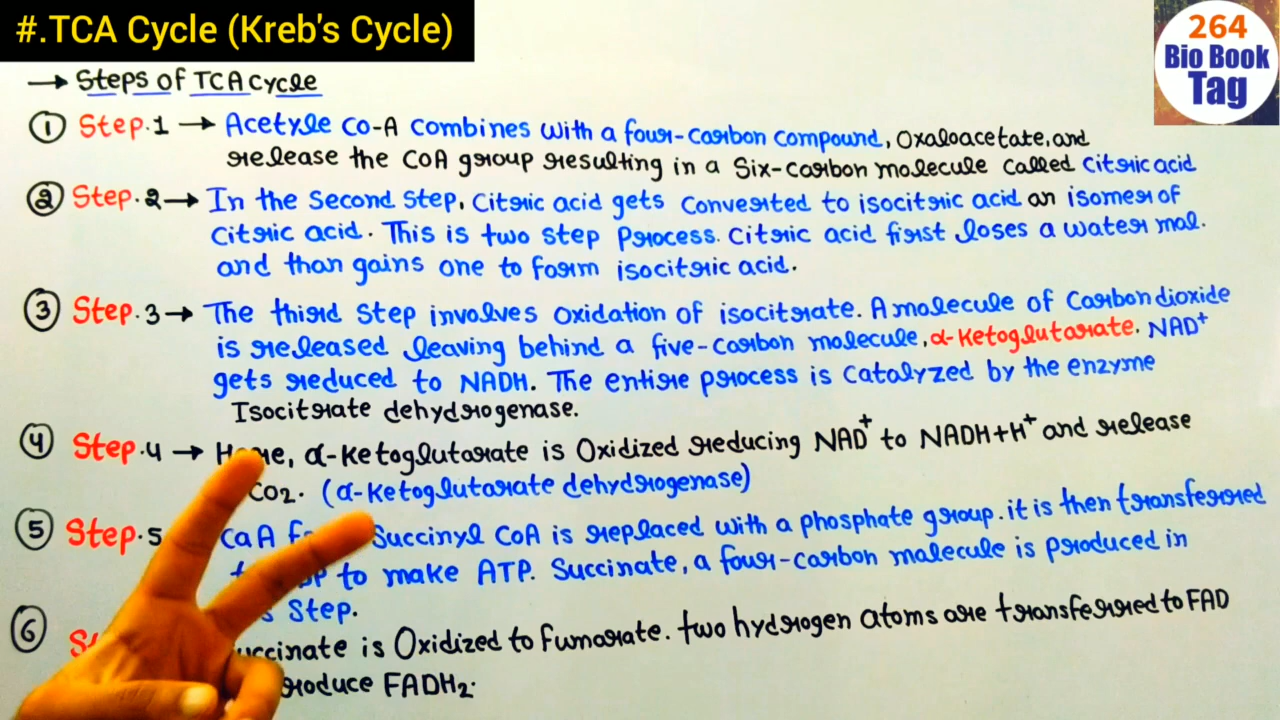 #.TCA Cycle (Kreb's Cycle)
264
Bio Book
Tag
→ Steps of TCA cycle
① Step.1 → Acetyle Co-A Combines with a four-carbon compound, Oxaloacetate, and
release the CoA group resulting in a Six-carbon molecule called Citric acid
② Step.2 → In the Second Step, Citric acid gets converted to isocitric acid an isomer of
Citric acid. This is two step Process. Citric acid first loses a water mol.
and than gains one to form isocitric acid.
③ Step.3 → The third Step involves oxidation of isocitrate. A molecule of Carbondioxide
is released leaving behind a five-carbon molecule, α-Ketoglutarate. NAD+
gets reduced to NADH. The entire process is Catalyzed by the enzyme
Isocitrate dehydrogenase.
④ Step.4 → α-Ketoglutarate is Oxidized reducing NAD+ to NADH+H+ and release
CO2. (α-Ketoglutarate dehydrogenase)
⑤ Step.5 CoA Succinyl CoA is replaced with a phosphate group. it is then transferred
to make ATP. Succinate, a four-carbon malecule is produced in
Step.
⑥ is Oxidized to fumarate. two hydrogen atoms are transferred to FAD
FADH2.